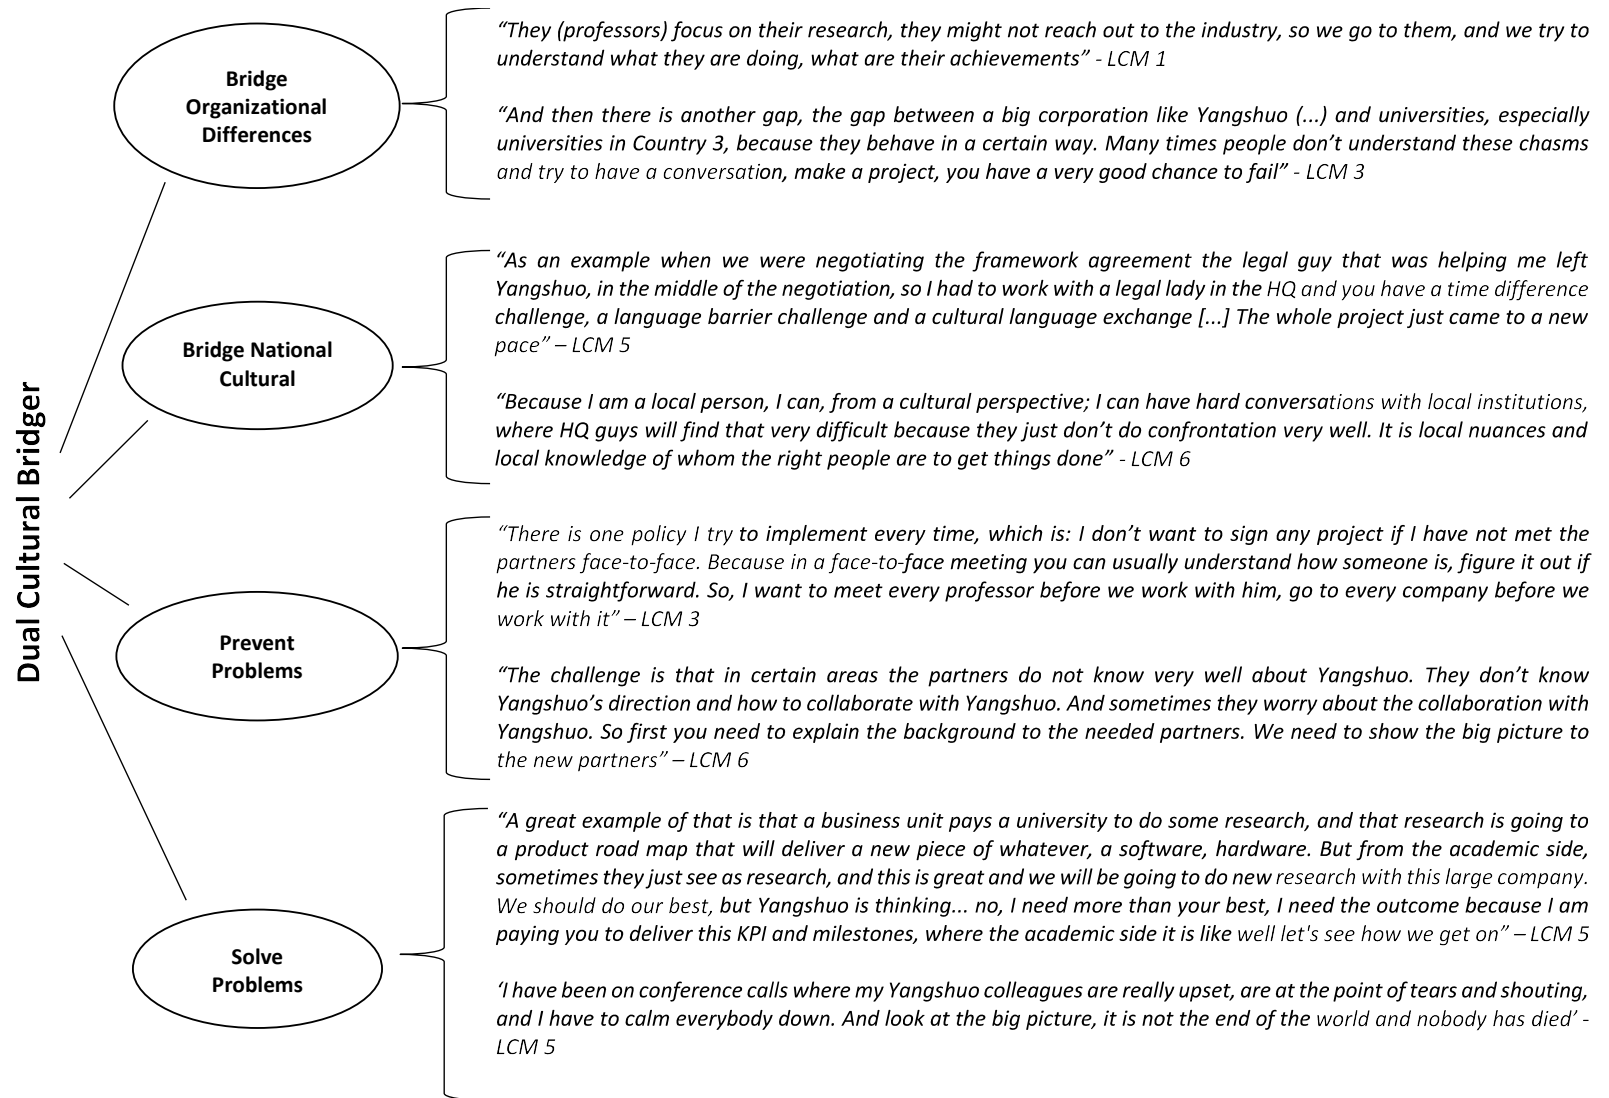 Dual Cultural Bridger
Bridge
Organizational
Differences
“They (professors) focus on their research, they might not reach out to the industry, so we go to them, and we try to
understand what they are doing, what are their achievements” - LCM 1
“And then there is another gap, the gap between a big corporation like Yangshuo (...) and universities, especially
universities in Country 3, because they behave in a certain way. Many times people don’t understand these chasms
and try to have a conversation, make a project, you have a very good chance to fail” - LCM 3
Bridge National
Cultural
“As an example when we were negotiating the framework agreement the legal guy that was helping me left
Yangshuo, in the middle of the negotiation, so I had to work with a legal lady in the HQ and you have a time difference
challenge, a language barrier challenge and a cultural language exchange [...] The whole project just came to a new
pace” – LCM 5
“Because I am a local person, I can, from a cultural perspective; I can have hard conversations with local institutions,
where HQ guys will find that very difficult because they just don’t do confrontation very well. It is local nuances and
local knowledge of whom the right people are to get things done” - LCM 6
Prevent
Problems
“There is one policy I try to implement every time, which is: I don’t want to sign any project if I have not met the
partners face-to-face. Because in a face-to-face meeting you can usually understand how someone is, figure it out if
he is straightforward. So, I want to meet every professor before we work with him, go to every company before we
work with it” – LCM 3
“The challenge is that in certain areas the partners do not know very well about Yangshuo. They don’t know
Yangshuo’s direction and how to collaborate with Yangshuo. And sometimes they worry about the collaboration with
Yangshuo. So first you need to explain the background to the needed partners. We need to show the big picture to
the new partners” – LCM 6
Solve
Problems
“A great example of that is that a business unit pays a university to do some research, and that research is going to
a product road map that will deliver a new piece of whatever, a software, hardware. But from the academic side,
sometimes they just see as research, and this is great and we will be going to do new research with this large company.
We should do our best, but Yangshuo is thinking... no, I need more than your best, I need the outcome because I am
paying you to deliver this KPI and milestones, where the academic side it is like well let's see how we get on” – LCM 5
‘I have been on conference calls where my Yangshuo colleagues are really upset, are at the point of tears and shouting,
and I have to calm everybody down. And look at the big picture, it is not the end of the world and nobody has died’ -
LCM 5